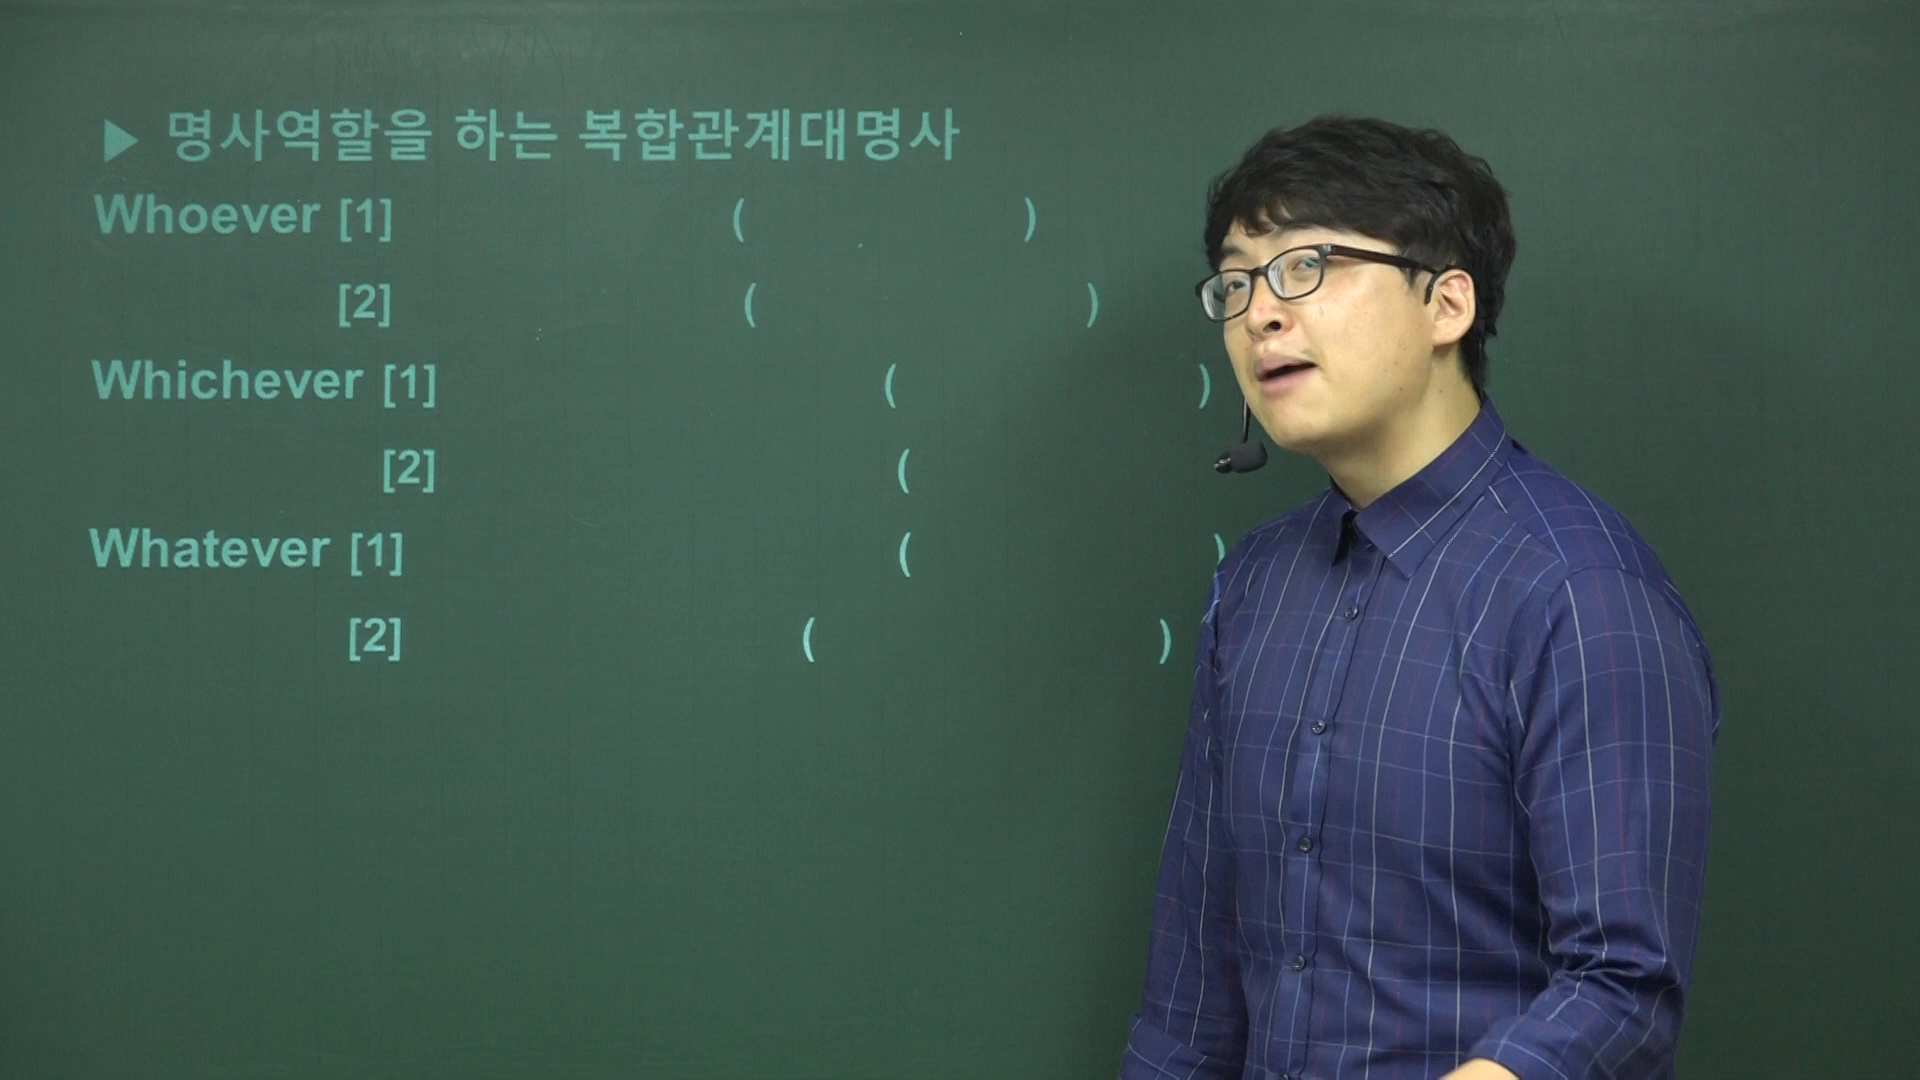 ▶ 명사역할을 하는 복합관계대명사
Whoever [1] ( )
[2] ( )
Whichever [1] ( )
[2] (
Whatever [1] ( )
[2] ( )